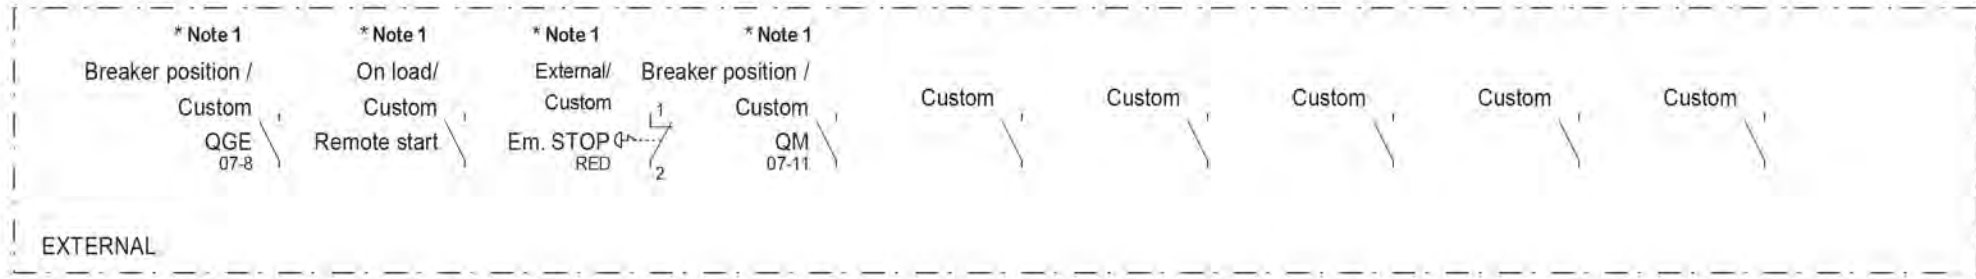 * Note 1
Breaker position /
Custom
QGE
07-8
* Note 1
On load/
Custom
Remote start
* Note 1
External/
Custom
Em. STOP
RED
1
2
* Note 1
Breaker position /
Custom
QM
07-11
Custom
Custom
Custom
Custom
Custom
EXTERNAL